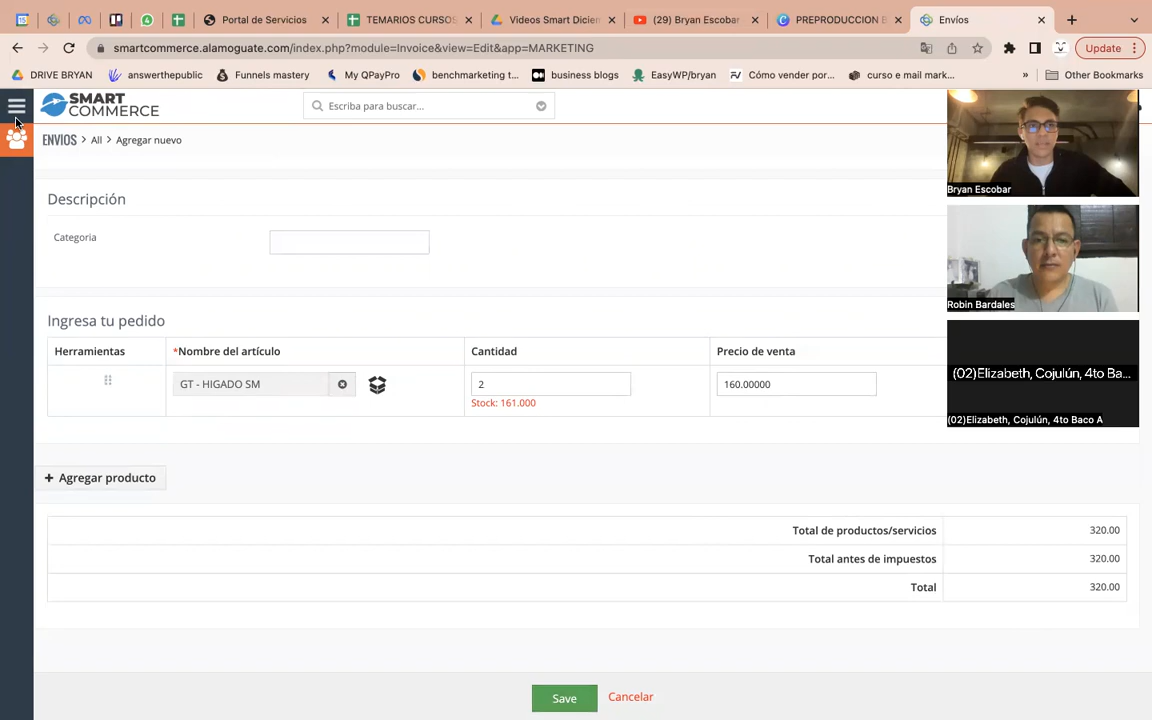 15
Portal de Servicios
TEMARIOS CURSOS
Videos Smart Dicien
(29) Bryan Escobar
PREPRODUCCION B
Envíos
smartcommerce.alamoguate.com/index.php?module=Invoice&view=Edit&app=MARKETING
Update
DRIVE BRYAN
answerthepublic
Funnels mastery
My QPayPro
benchmarketing t...
business blogs
EasyWP/bryan
Cómo vender por...
curso e mail mark...
»
Other Bookmarks
SMART
COMMERCE
Escriba para buscar...
ENVIOS > All > Agregar nuevo
Bryan Escobar
Descripción
Categoria
Robin Bardales
Ingresa tu pedido
Herramientas
*Nombre del artículo
Cantidad
Precio de venta
GT - HIGADO SM
2
160.00000
Stock: 161.000
(02)Elizabeth, Cojulún, 4to Ba...
(02)Elizabeth, Cojulún, 4to Baco A
+ Agregar producto
Total de productos/servicios 320.00
Total antes de impuestos 320.00
Total 320.00
Save
Cancelar